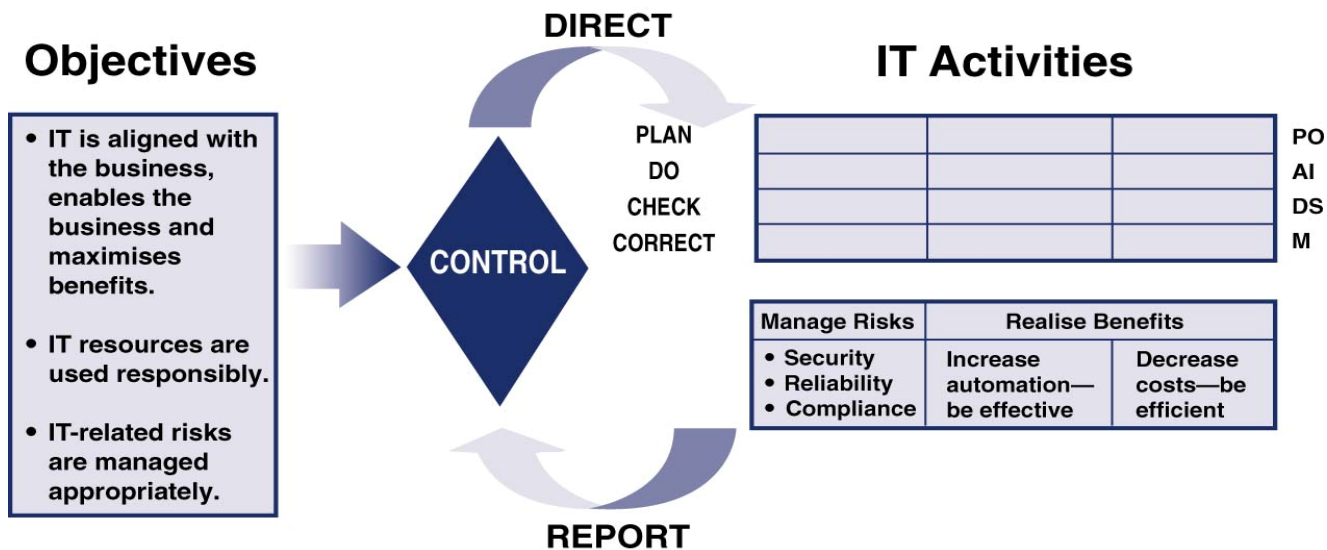 Objectives
• IT is aligned with
the business,
enables the
business and
maximises
benefits.
• IT resources are
used responsibly.
• IT-related risks
are managed
appropriately.
CONTROL
DIRECT
PLAN
DO
CHECK
CORRECT
REPORT
IT Activities
PO
AI
DS
M
Manage Risks
• Security
• Reliability
• Compliance
Realise Benefits
Increase
automation—
be effective
Decrease
costs—be
efficient